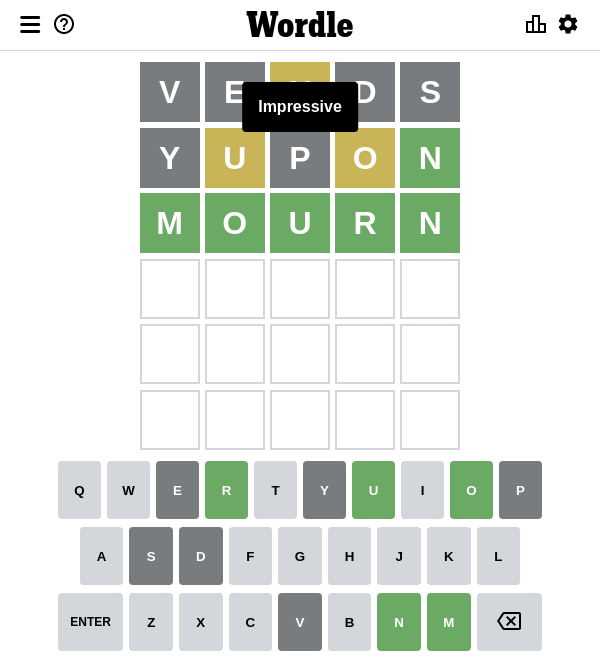 Wordle
V E D S
Impressive
Y U P O N
M O U R N
Q W E R T Y U I O P
A S D F G H J K L
ENTER Z X C V B N M